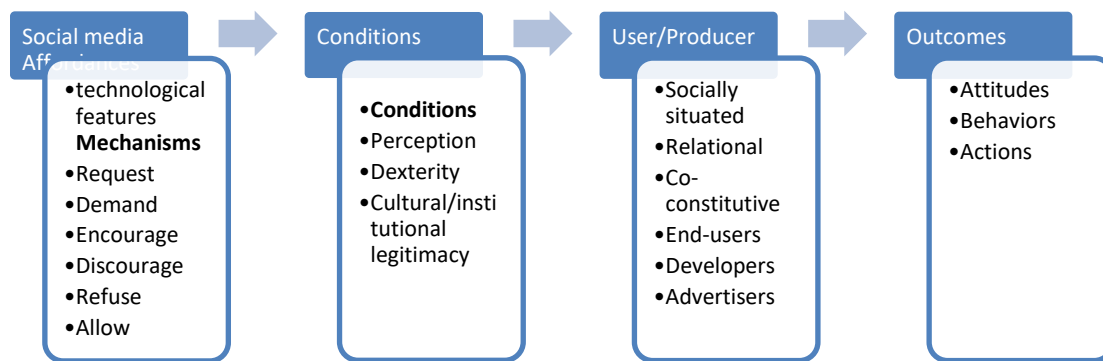 Social media
Affordances
•technological
features
Mechanisms
•Request
•Demand
•Encourage
•Discourage
•Refuse
•Allow
Conditions
•Conditions
•Perception
•Dexterity
•Cultural/insti
tutional
legitimacy
User/Producer
•Socially
situated
•Relational
•Co-
constitutive
•End-users
•Developers
•Advertisers
Outcomes
•Attitudes
•Behaviors
•Actions